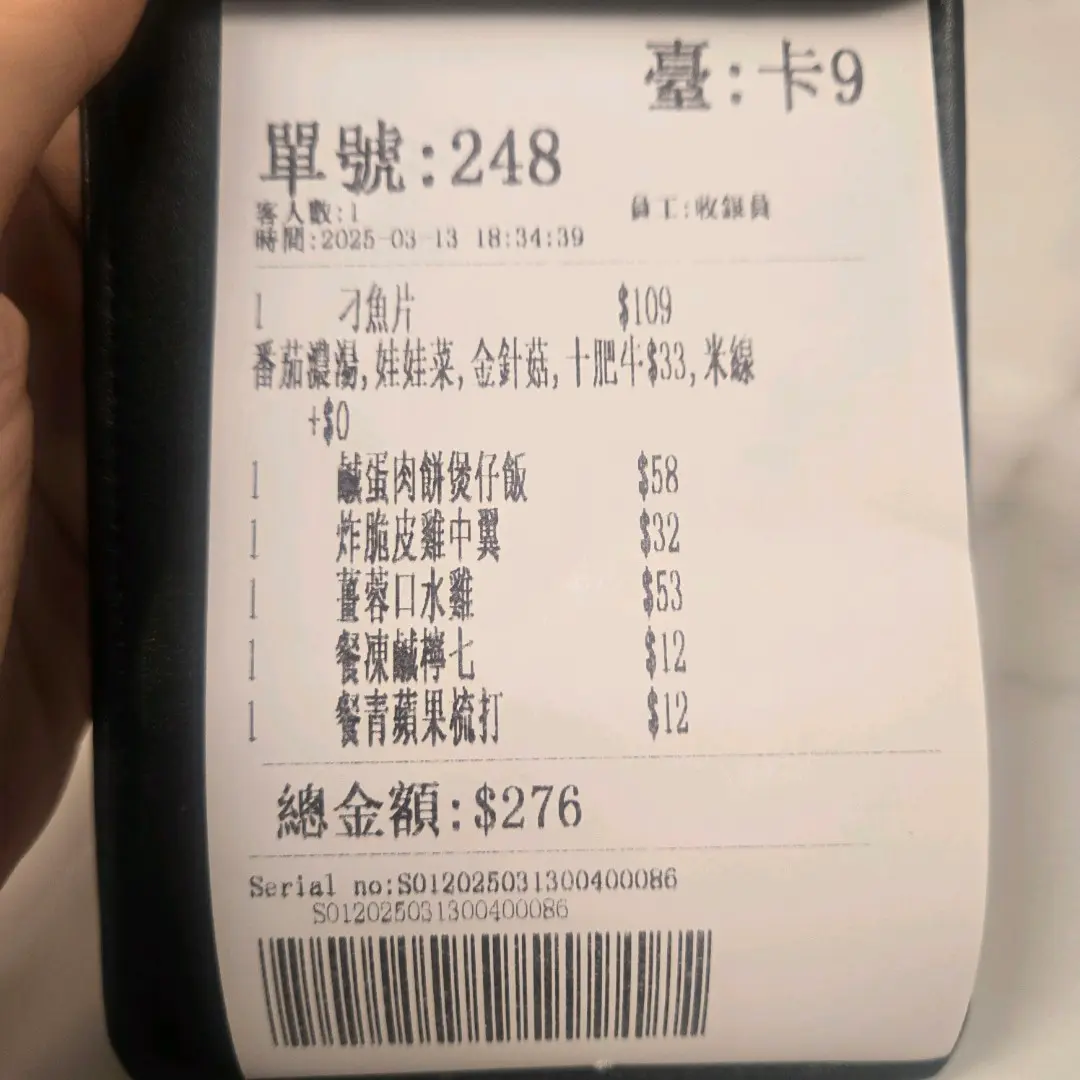 臺:卡9
單號:248
客人數:1 員工:收銀員
時間:2025-03-13 18:34:39
1 刁魚片 $109
番茄濃湯,娃娃菜,金針菇,十肥牛$33,米線
+$0
1 鹹蛋肉餅煲仔飯 $58
1 炸脆皮雞中翼 $32
1 薑蓉口水雞 $53
1 餐凍鹹檸七 $12
1 餐青蘋果梳打 $12
總金額:$276
Serial no:S01202503130040​0086
S012025031300400086